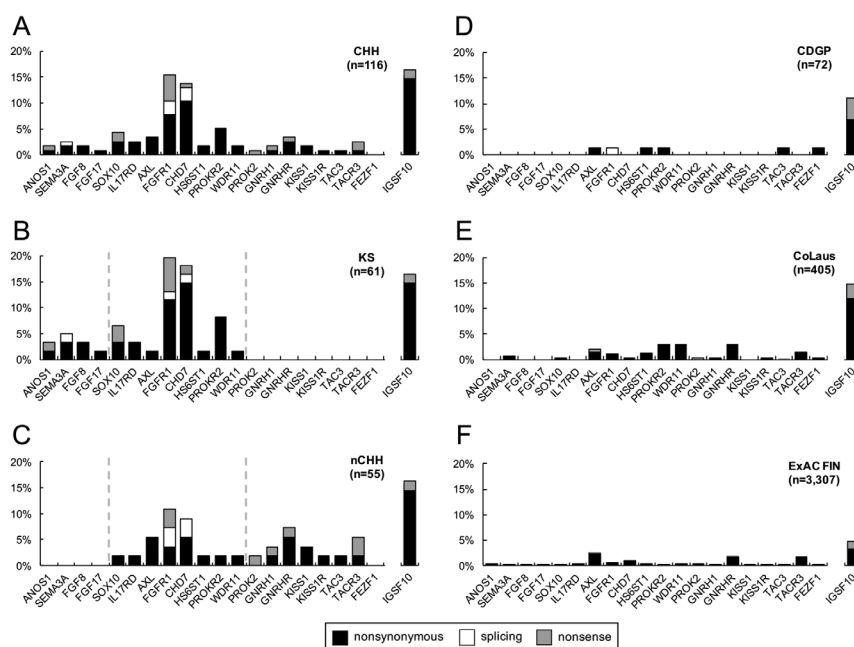 A
CHH
(n=116)
20%
15%
10%
5%
0%
ANOS1
SEMA3A
FGF8
FGF17
SOX10
IL17RD
AXL
FGFR1
CHD7
HS6ST1
PROKR2
WDR11
PROK2
GNRH1
GNRHR
KISS1
KISS1R
TAC3
TACR3
FEZF1
IGSF10
B
KS
(n=61)
20%
15%
10%
5%
0%
ANOS1
SEMA3A
FGF8
FGF17
SOX10
IL17RD
AXL
FGFR1
CHD7
HS6ST1
PROKR2
WDR11
PROK2
GNRH1
GNRHR
KISS1
KISS1R
TAC3
TACR3
FEZF1
IGSF10
C
nCHH
(n=55)
20%
15%
10%
5%
0%
ANOS1
SEMA3A
FGF8
FGF17
SOX10
IL17RD
AXL
FGFR1
CHD7
HS6ST1
PROKR2
WDR11
PROK2
GNRH1
GNRHR
KISS1
KISS1R
TAC3
TACR3
FEZF1
IGSF10
D
CDGP
(n=72)
20%
15%
10%
5%
0%
ANOS1
SEMA3A
FGF8
FGF17
SOX10
IL17RD
AXL
FGFR1
CHD7
HS6ST1
PROKR2
WDR11
PROK2
GNRH1
GNRHR
KISS1
KISS1R
TAC3
TACR3
FEZF1
IGSF10
E
CoLaus
(n=405)
20%
15%
10%
5%
0%
ANOS1
SEMA3A
FGF8
FGF17
SOX10
IL17RD
AXL
FGFR1
CHD7
HS6ST1
PROKR2
WDR11
PROK2
GNRH1
GNRHR
KISS1
KISS1R
TAC3
TACR3
FEZF1
IGSF10
F
ExAC FIN
(n=3,307)
20%
15%
10%
5%
0%
ANOS1
SEMA3A
FGF8
FGF17
SOX10
IL17RD
AXL
FGFR1
CHD7
HS6ST1
PROKR2
WDR11
PROK2
GNRH1
GNRHR
KISS1
KISS1R
TAC3
TACR3
FEZF1
IGSF10
nonsynonymous splicing nonsense